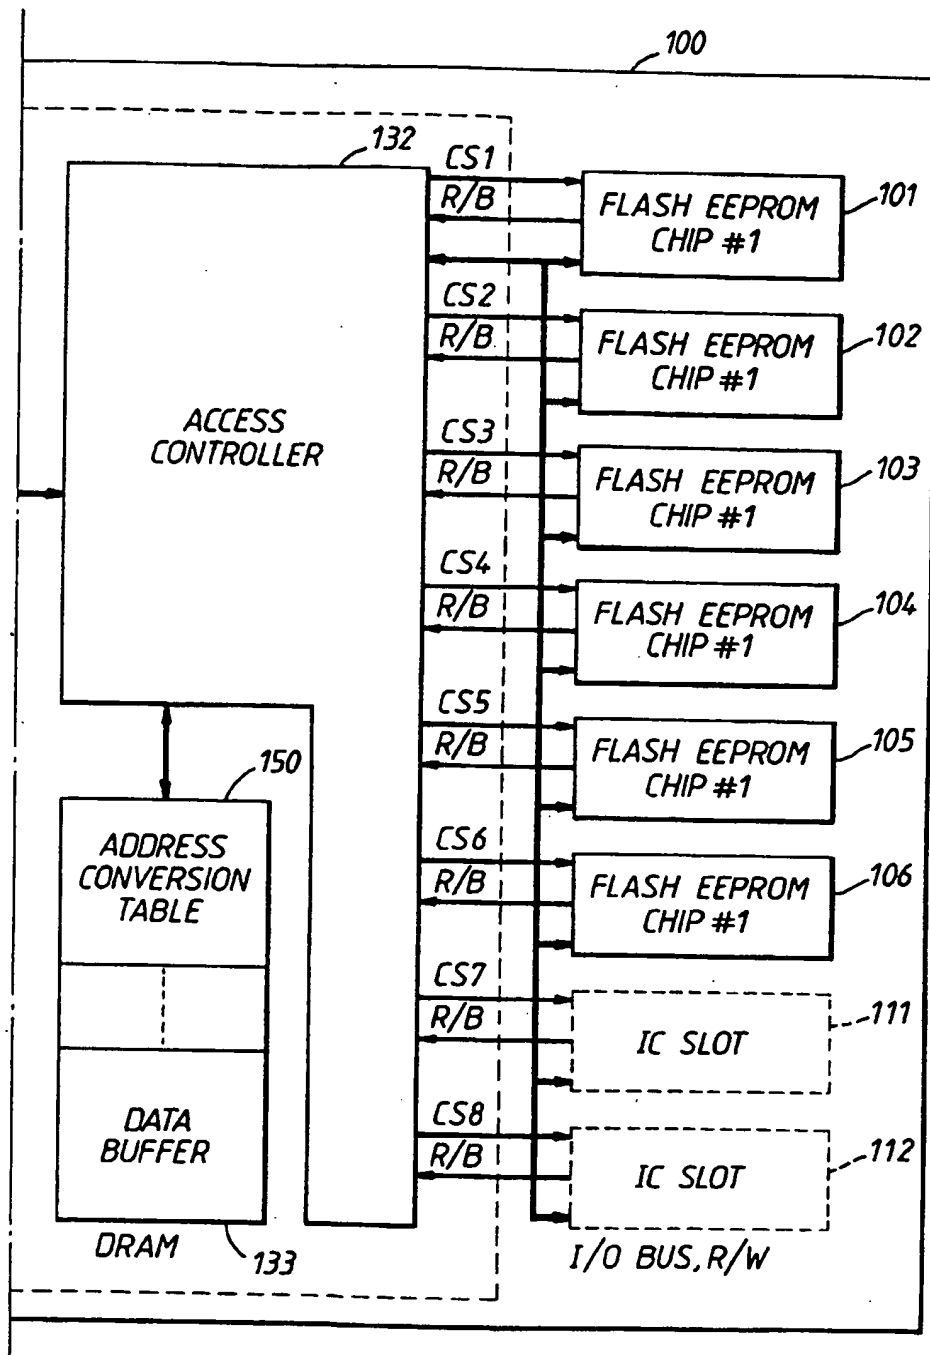 100
132
CS1
R/B
FLASH EEPROM
CHIP #1
101
CS2
R/B
FLASH EEPROM
CHIP #1
102
ACCESS
CONTROLLER
CS3
R/B
FLASH EEPROM
CHIP #1
103
CS4
R/B
FLASH EEPROM
CHIP #1
104
CS5
R/B
FLASH EEPROM
CHIP #1
105
150
ADDRESS
CONVERSION
TABLE
CS6
R/B
FLASH EEPROM
CHIP #1
106
CS7
R/B
IC SLOT
111
DATA
BUFFER
CS8
R/B
IC SLOT
112
DRAM
133
I/O BUS, R/W